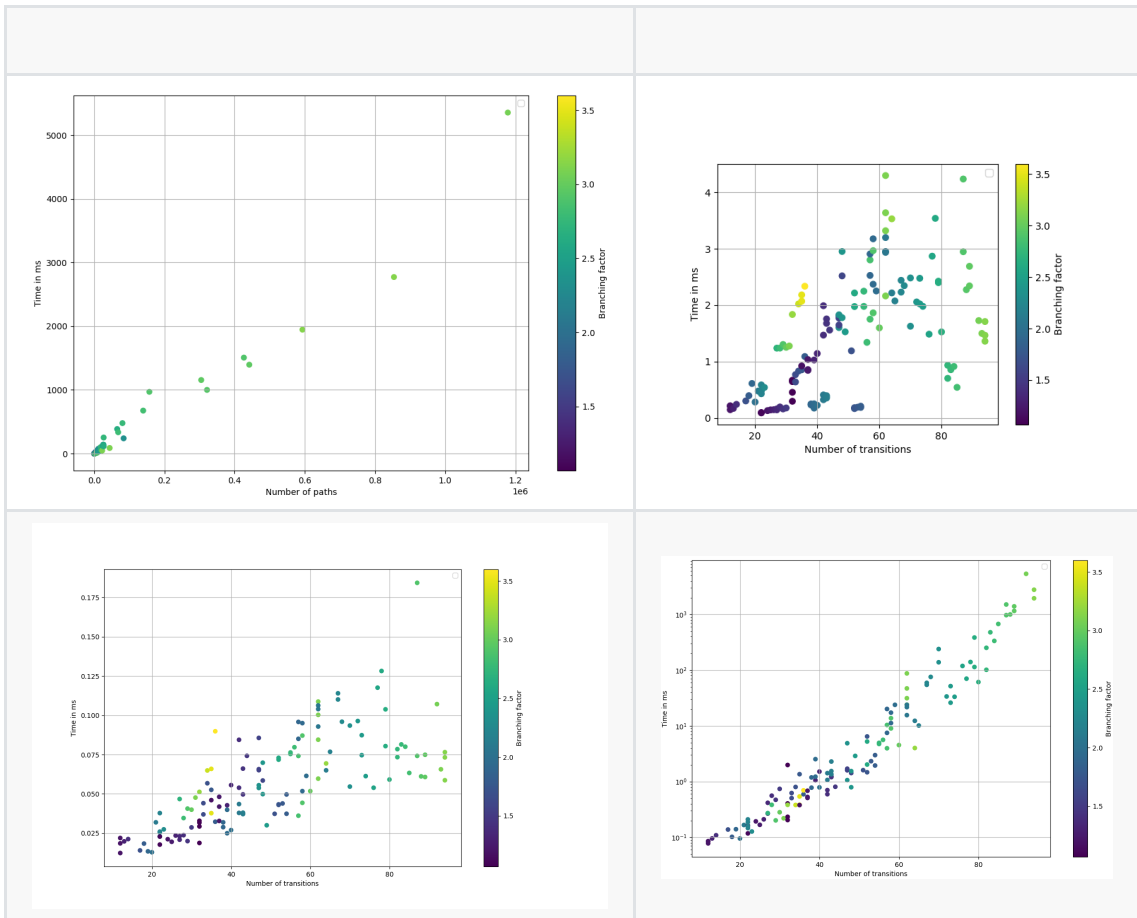 5000
4000
3000
2000
1000
0
Time in ms
0.0 0.2 0.4 0.6 0.8 1.0 1.2
1e6
Number of paths
3.5
3.0
2.5
2.0
1.5
Branching factor
4
3
2
1
0
Time in ms
20 40 60 80
Number of transitions
3.5
3.0
2.5
2.0
1.5
Branching factor
0.175
0.150
0.125
0.100
0.075
0.050
0.025
Time in ms
20 40 60 80
Number of transitions
3.5
3.0
2.5
2.0
1.5
Branching factor
10³
10²
10¹
10⁰
10⁻¹
Time in ms
20 40 60 80
Number of transitions
3.5
3.0
2.5
2.0
1.5
Branching factor